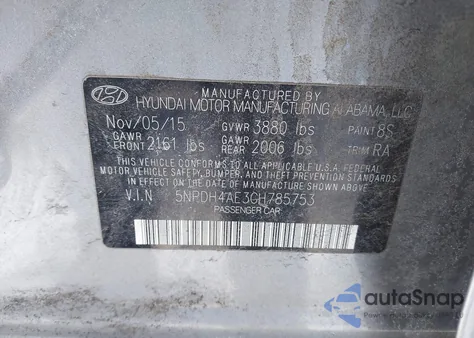 MANUFACTURED BY
HYUNDAI MOTOR MANUFACTURING ALABAMA, LLC
Nov/05/15 GVWR 3880 lbs PAINT 8S
GAWR FRONT 2161 lbs GAWR REAR 2006 lbs TRIM RA
THIS VEHICLE CONFORMS TO ALL APPLICABLE U.S.A. FEDERAL
MOTOR VEHICLE SAFETY, BUMPER, AND THEFT PREVENTION STANDARDS
IN EFFECT ON THE DATE OF MANUFACTURE SHOWN ABOVE.
V.I.N 5NPDH4AE3GH785753
PASSENGER CAR
autoSnap